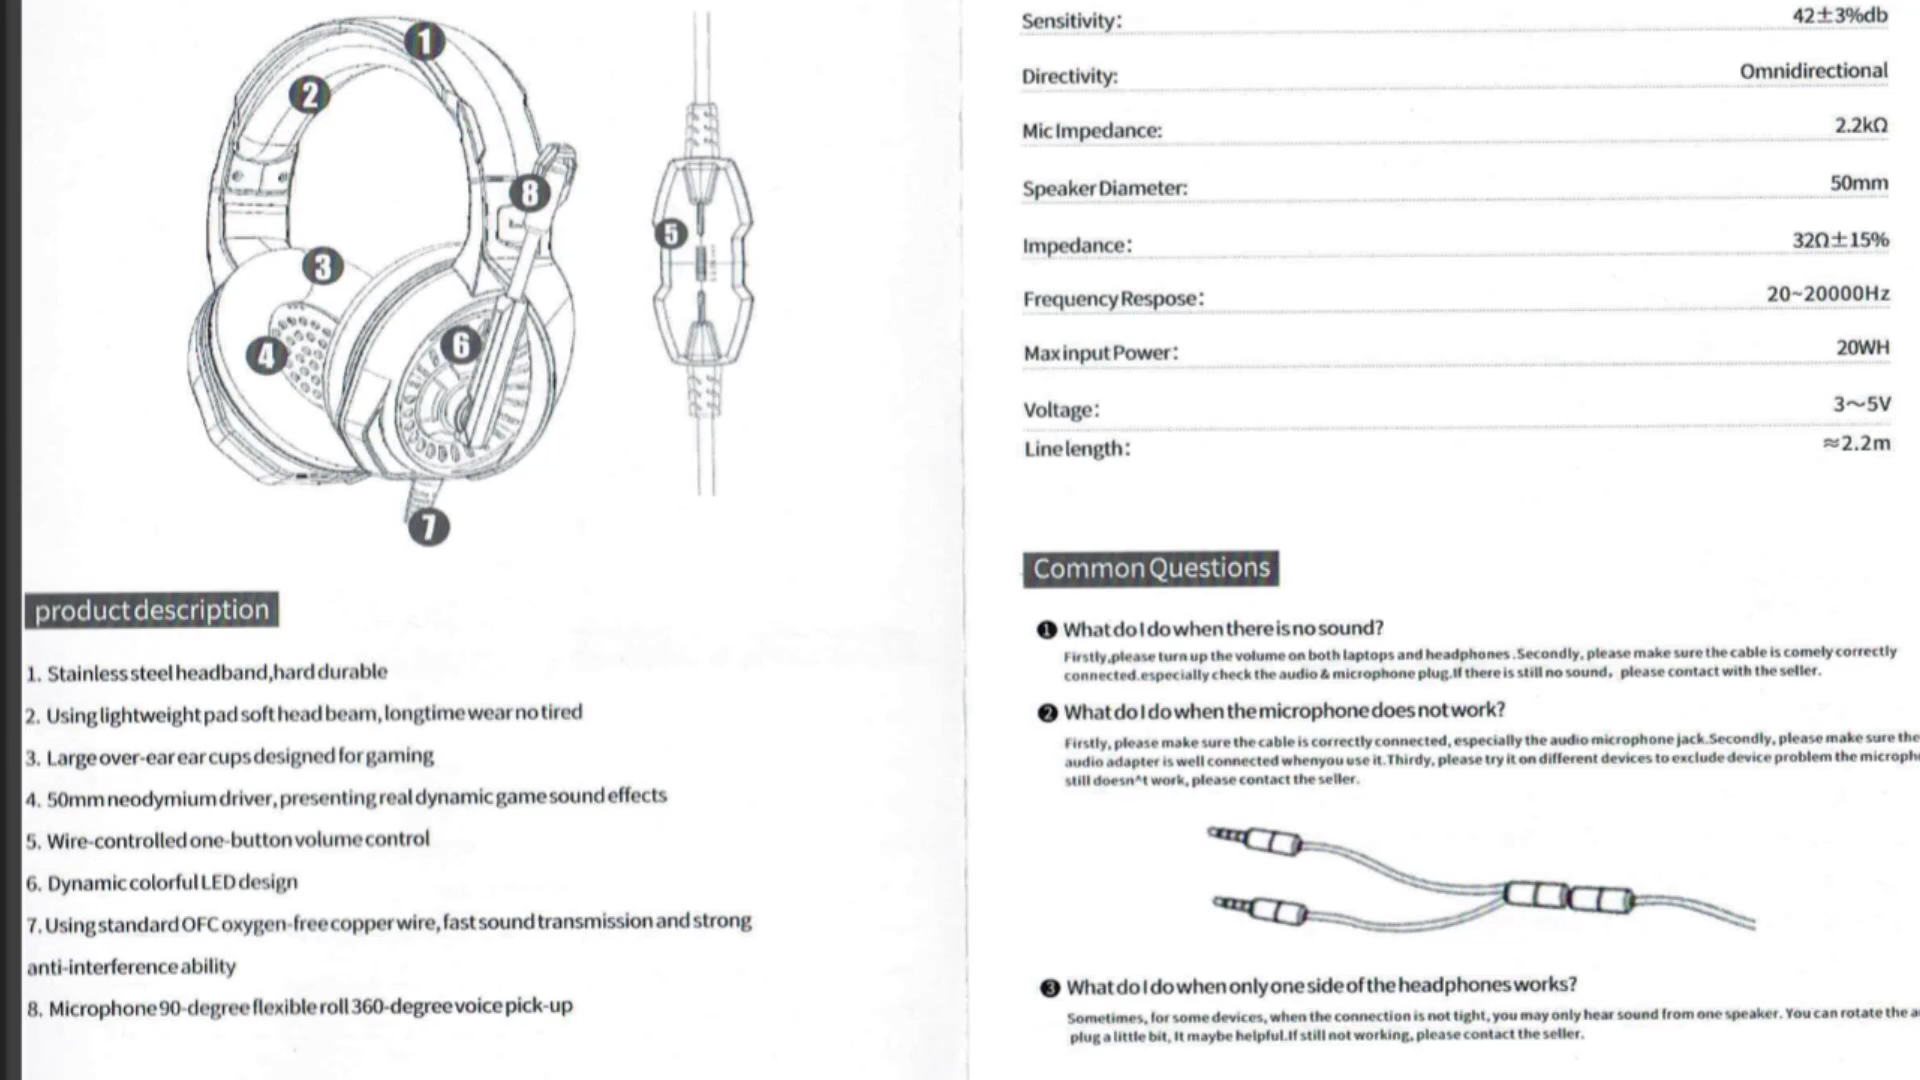 1
2
8
3
5
6
4
7
product description
1. Stainless steel headband,hard durable
2. Using lightweight pad soft head beam, longtime wear no tired
3. Large over-ear ear cups designed for gaming
4. 50mm neodymium driver, presenting real dynamic game sound effects
5. Wire-controlled one-button volume control
6. Dynamic colorful LED design
7. Using standard OFC oxygen-free copper wire, fast sound transmission and strong
anti-interference ability
8. Microphone 90-degree flexible roll 360-degree voice pick-up
Sensitivity: 42±3%db
Directivity: Omnidirectional
Mic Impedance: 2.2kΩ
Speaker Diameter: 50mm
Impedance: 32Ω±15%
Frequency Respose: 20~20000Hz
Max input Power: 20WH
Voltage: 3~5V
Line length: ≈2.2m
Common Questions
1 What do I do when there is no sound?
Firstly,please turn up the volume on both laptops and headphones .Secondly, please make sure the cable is comely correctly
connected.especially check the audio & microphone plug.If there is still no sound, please contact with the seller.
2 What do I do when the microphone does not work?
Firstly, please make sure the cable is correctly connected, especially the audio microphone jack.Secondly, please make sure the
audio adapter is well connected whenyou use it.Thirdy, please try it on different devices to exclude device problem the microph
still doesn^t work, please contact the seller.
3 What do I do when only one side of the headphones works?
Sometimes, for some devices, when the connection is not tight, you may only hear sound from one speaker. You can rotate the a
plug a little bit, It maybe helpful.If still not working, please contact the seller.